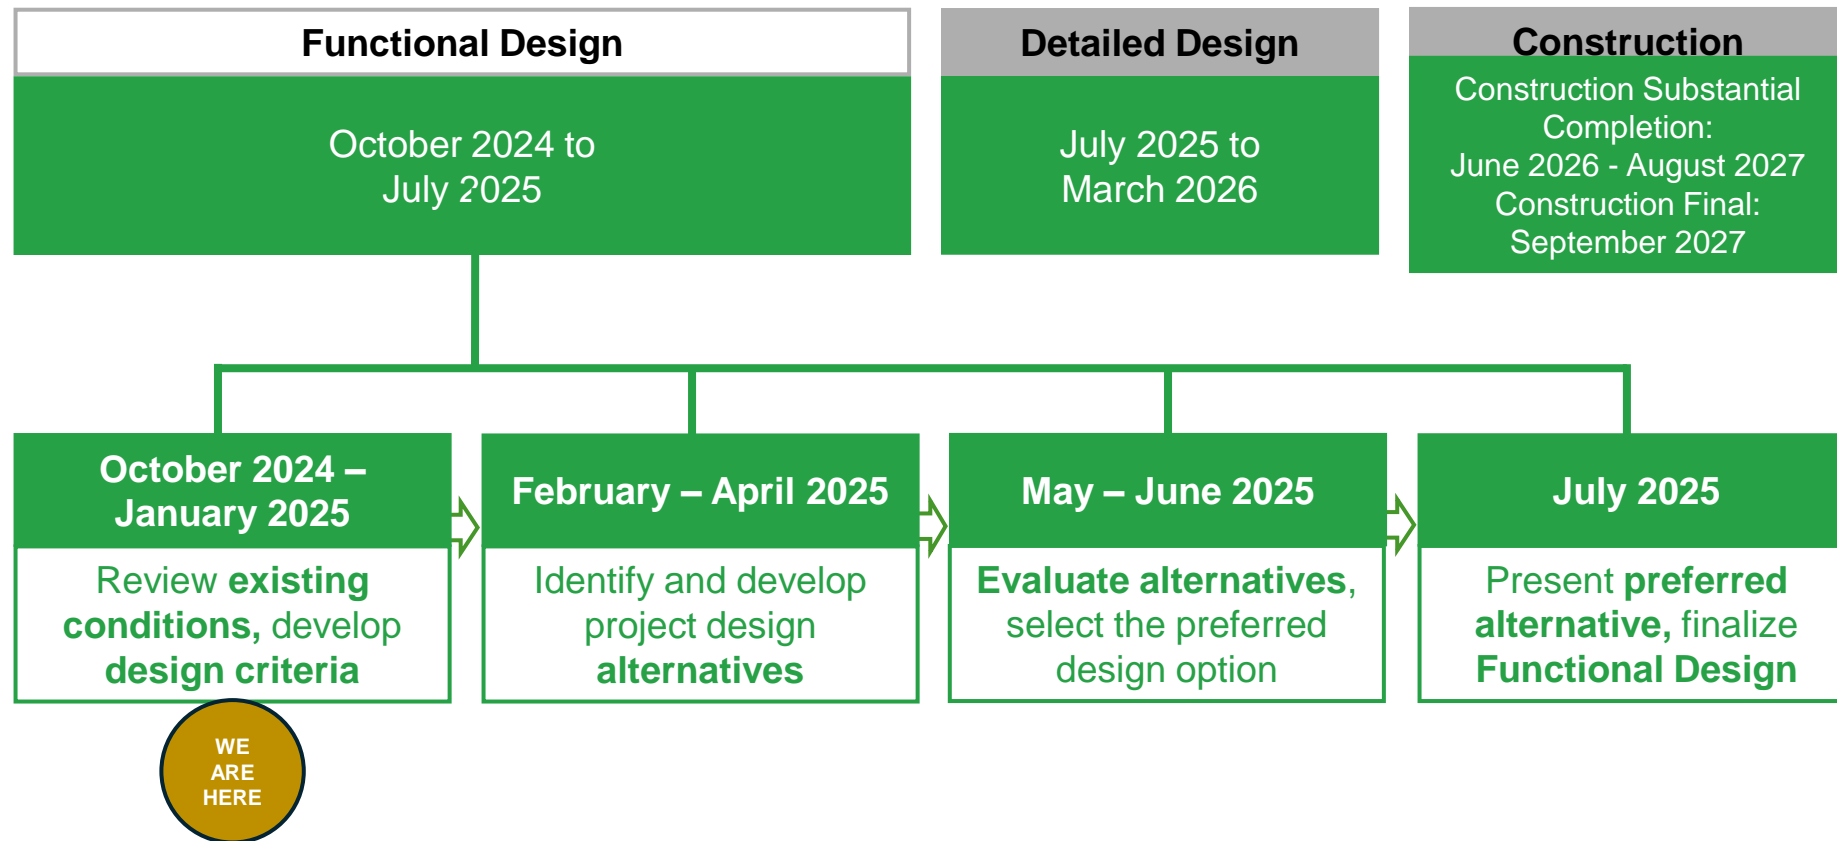 Functional Design
October 2024 to
July 2025
Detailed Design
July 2025 to
March 2026
Construction
Construction Substantial
Completion:
June 2026 - August 2027
Construction Final:
September 2027
October 2024 –
January 2025
Review existing
conditions, develop
design criteria
February – April 2025
Identify and develop
project design
alternatives
May – June 2025
Evaluate alternatives,
select the preferred
design option
July 2025
Present preferred
alternative, finalize
Functional Design
WE
ARE
HERE